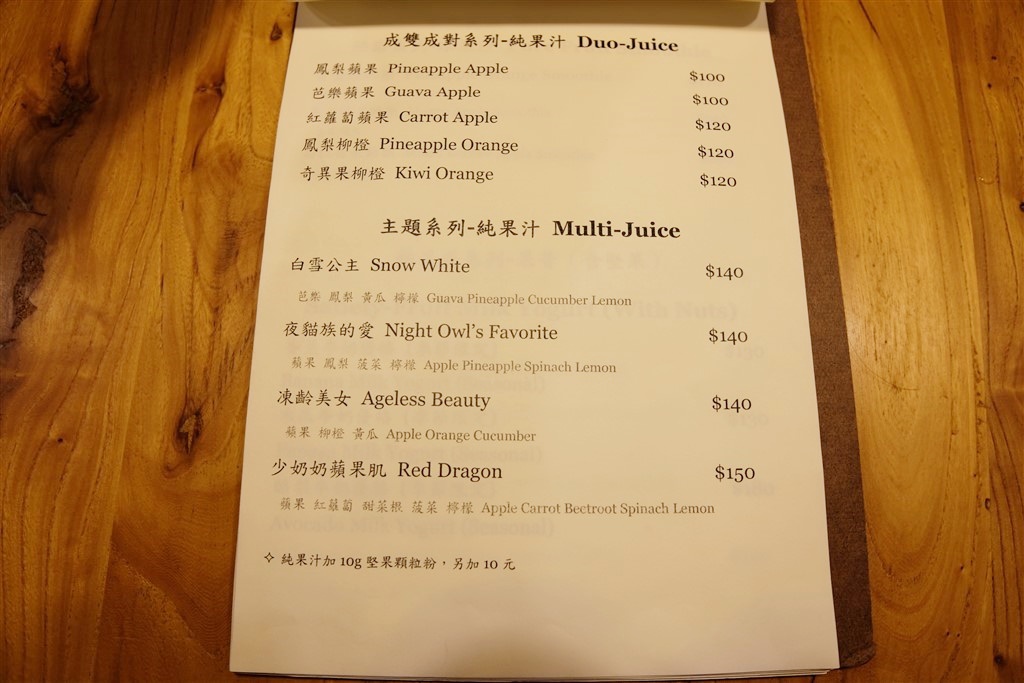 成雙成對系列-純果汁 Duo-Juice
鳳梨蘋果 Pineapple Apple $100
芭樂蘋果 Guava Apple $100
紅蘿蔔蘋果 Carrot Apple $120
鳳梨柳橙 Pineapple Orange $120
奇異果柳橙 Kiwi Orange $120
主題系列-純果汁 Multi-Juice
白雪公主 Snow White $140
芭樂 鳳梨 黃瓜 檸檬 Guava Pineapple Cucumber Lemon
夜貓族的愛 Night Owl's Favorite $140
蘋果 鳳梨 菠菜 檸檬 Apple Pineapple Spinach Lemon
凍齡美女 Ageless Beauty $140
蘋果 柳橙 黃瓜 Apple Orange Cucumber
少奶奶蘋果肌 Red Dragon $150
蘋果 紅蘿蔔 甜菜根 菠菜 檸檬 Apple Carrot Beetroot Spinach Lemon
✧ 純果汁加 10g 堅果顆粒粉，另加 10 元